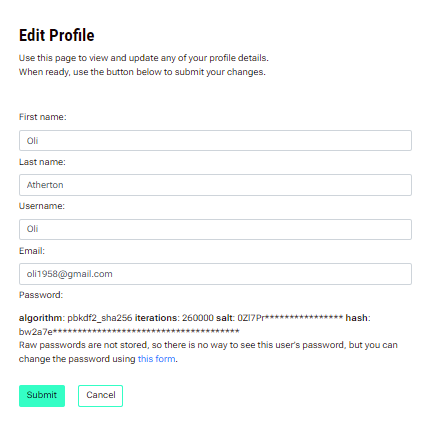 Edit Profile
Use this page to view and update any of your profile details.
When ready, use the button below to submit your changes.
First name:
Oli
Last name:
Atherton
Username:
Oli
Email:
oli1958@gmail.com
Password:
algorithm: pbkdf2_sha256 iterations: 260000 salt: 0Zl7Pr**************** hash:
bw2a7e**************************************
Raw passwords are not stored, so there is no way to see this user's password, but you can
change the password using this form.
Submit Cancel